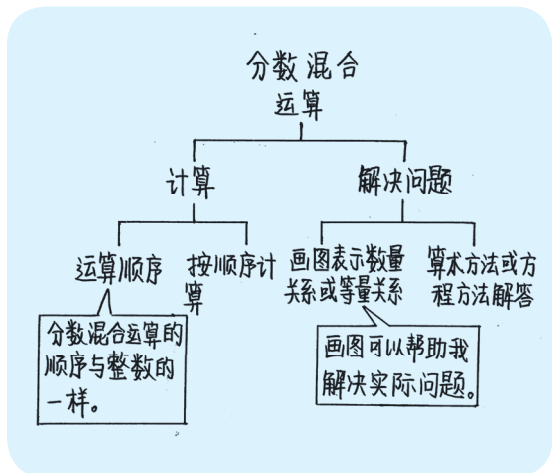 分数混合
运算
计算
解决问题
运算顺序
按顺序计
算
画图表示数量
关系或等量关系
算术方法或方
程方法解答
分数混合运算的
顺序与整数的
一样。
画图可以帮助我
解决实际问题。